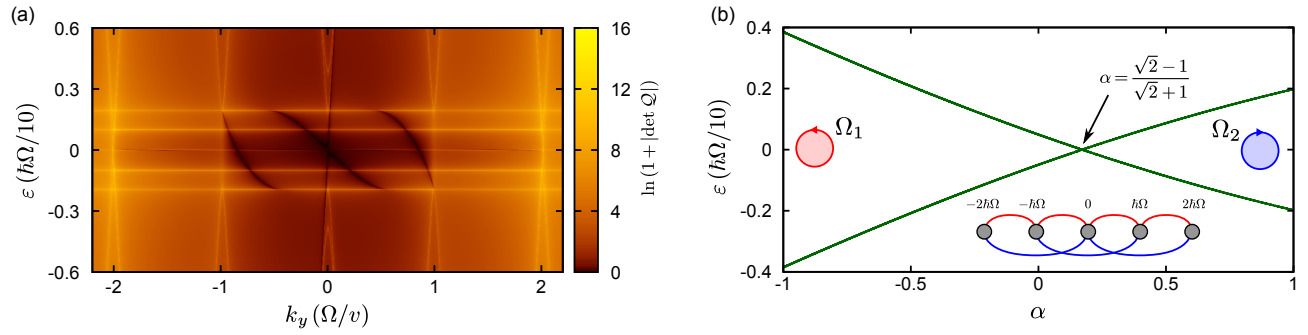 (a)
0.6
0.3
0
-0.3
-0.6
ε (ħΩ/10)
-2 -1 0 1 2
k_y (Ω/v)
16
12
8
4
0
ln (1 + |det Q|)
(b)
0.4
0.2
0
-0.2
-0.4
ε (ħΩ/10)
α = (√2 − 1)/(√2 + 1)
Ω₁
Ω₂
−2ħΩ −ħΩ 0 ħΩ 2ħΩ
-1 -0.5 0 0.5 1
α